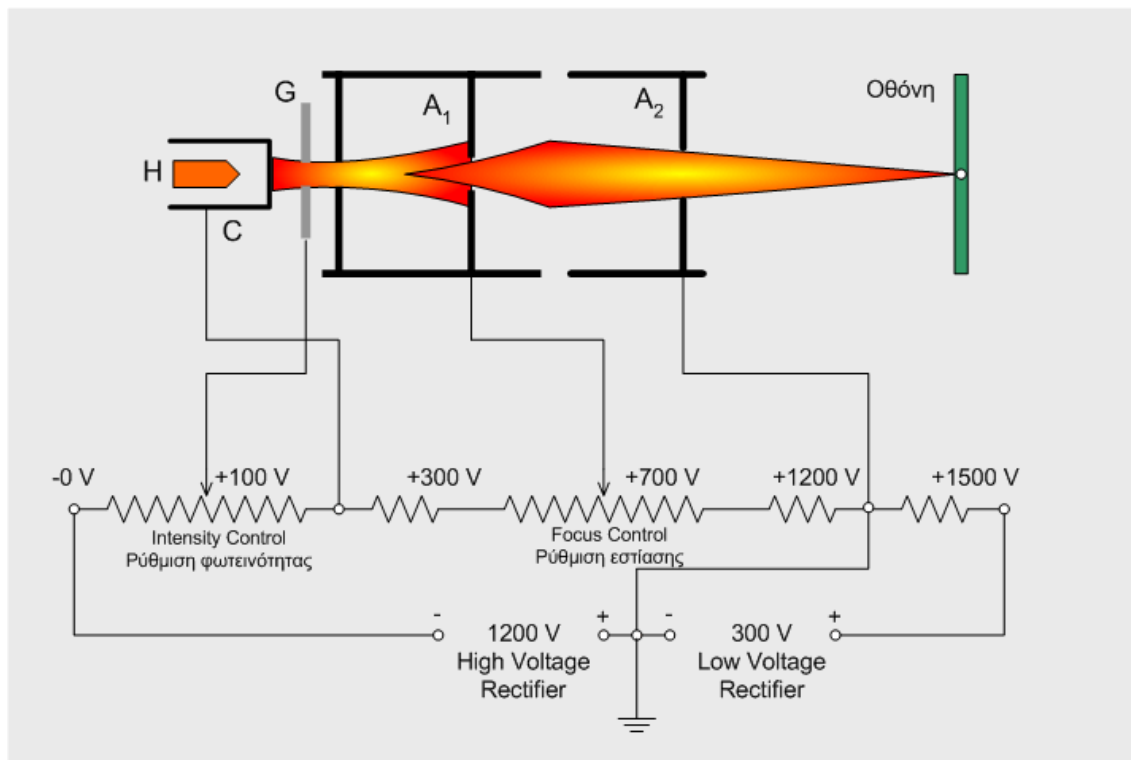 G
A1
A2
Οθόνη
H
C
-0 V
+100 V
+300 V
+700 V
+1200 V
+1500 V
Intensity Control
Ρύθμιση φωτεινότητας
Focus Control
Ρύθμιση εστίασης
- + - +
1200 V
High Voltage
Rectifier
300 V
Low Voltage
Rectifier